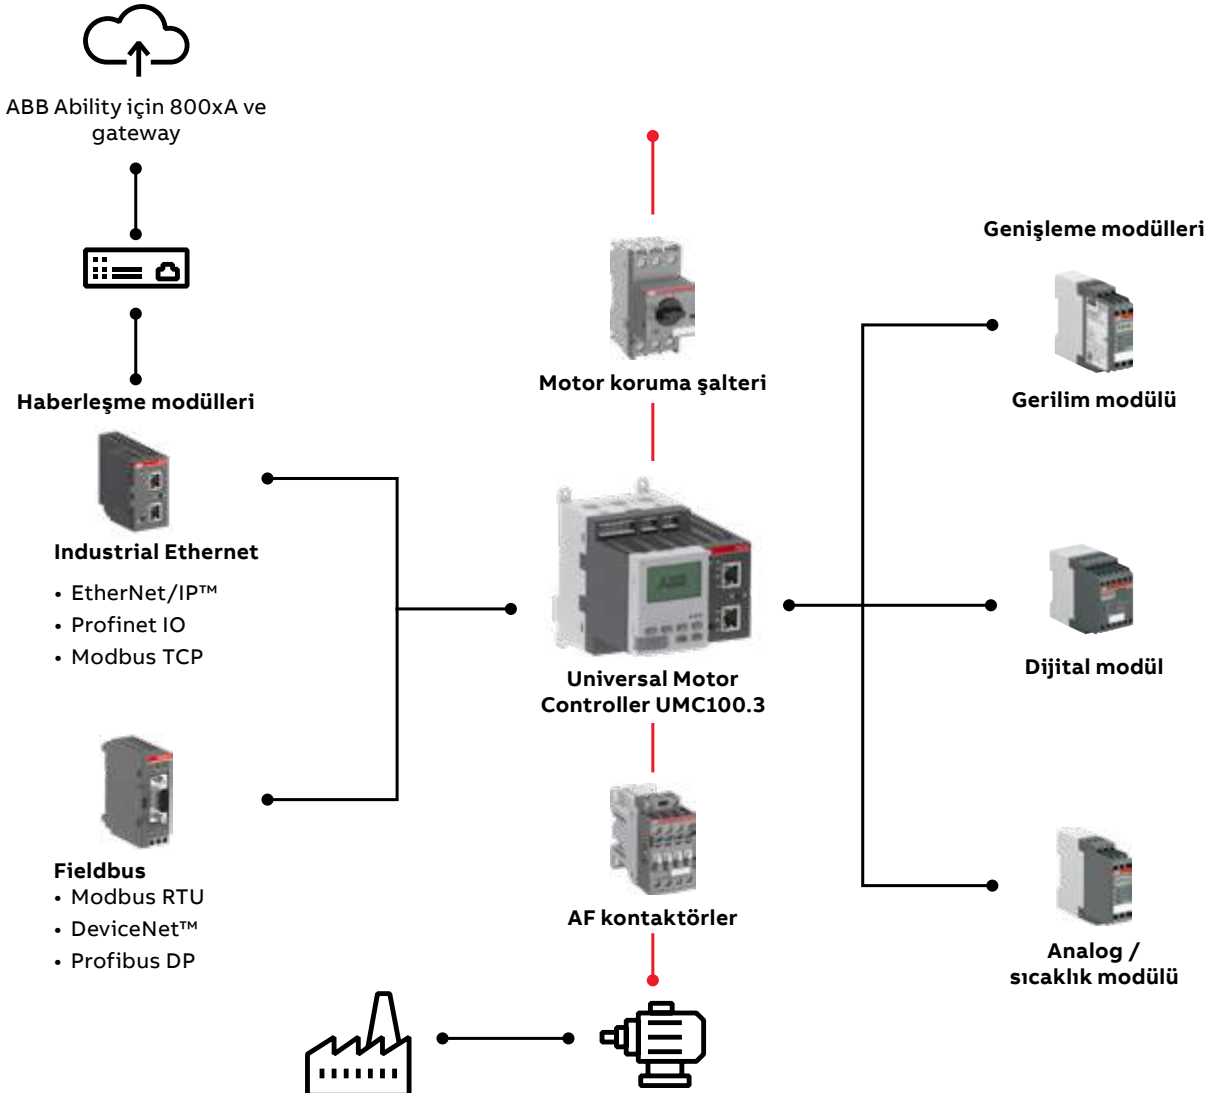 ABB Ability için 800xA ve
gateway
Haberleşme modülleri
Industrial Ethernet
• EtherNet/IP™
• Profinet IO
• Modbus TCP
Fieldbus
• Modbus RTU
• DeviceNet™
• Profibus DP
Motor koruma şalteri
Universal Motor
Controller UMC100.3
AF kontaktörler
Genişleme modülleri
Gerilim modülü
Dijital modül
Analog /
sıcaklık modülü